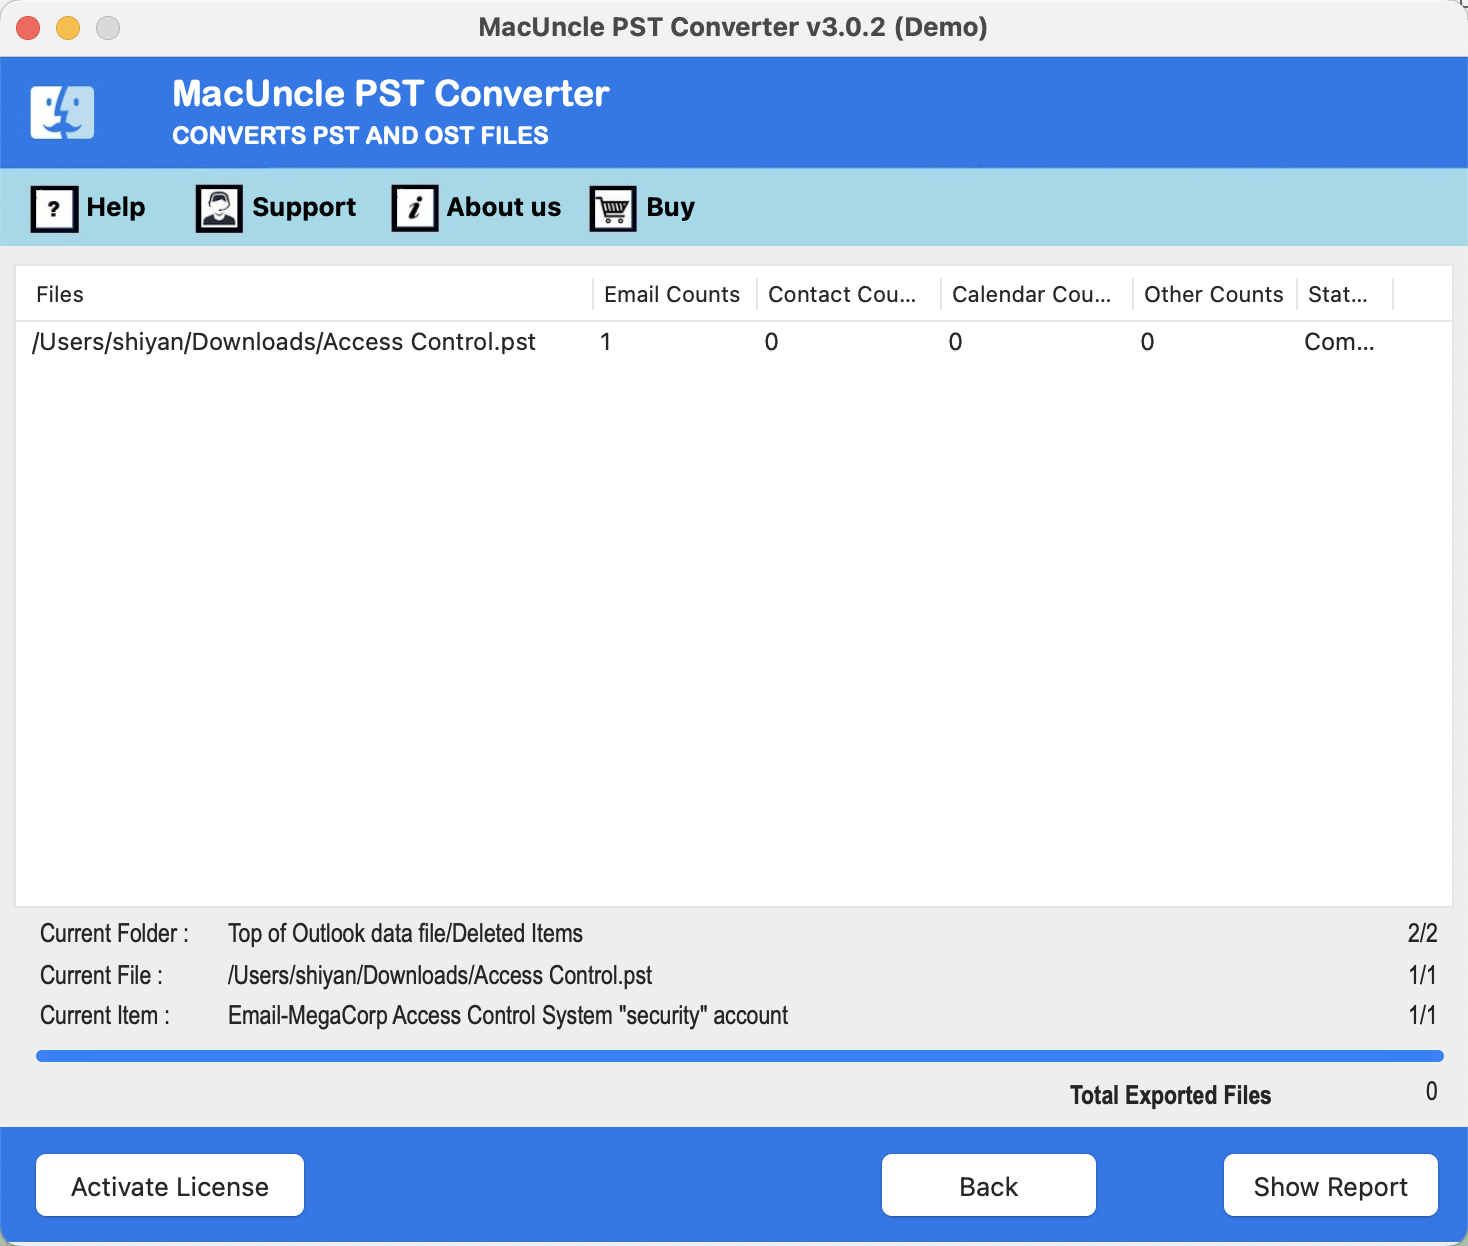 MacUncle PST Converter v3.0.2 (Demo)
MacUncle PST Converter
CONVERTS PST AND OST FILES
? Help i Support About us Buy
Files Email Counts Contact Cou... Calendar Cou... Other Counts Stat...
/Users/shiyan/Downloads/Access Control.pst 1 0 0 0 Com...
Current Folder : Top of Outlook data file/Deleted Items 2/2
Current File : /Users/shiyan/Downloads/Access Control.pst 1/1
Current Item : Email-MegaCorp Access Control System "security" account 1/1
Total Exported Files 0
Activate License Back Show Report